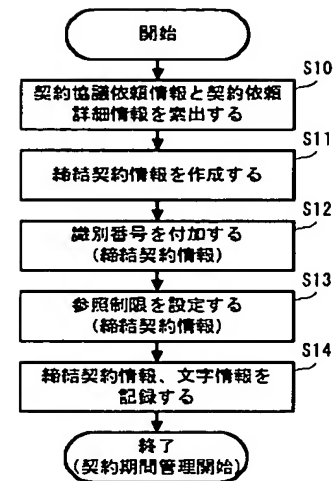 開始
S10
契約協議依頼情報と契約依頼
詳細情報を索出する
S11
締結契約情報を作成する
S12
識別番号を付加する
(締結契約情報)
S13
参照制限を設定する
(締結契約情報)
S14
締結契約情報、文字情報を
記録する
終了
(契約期間管理開始)